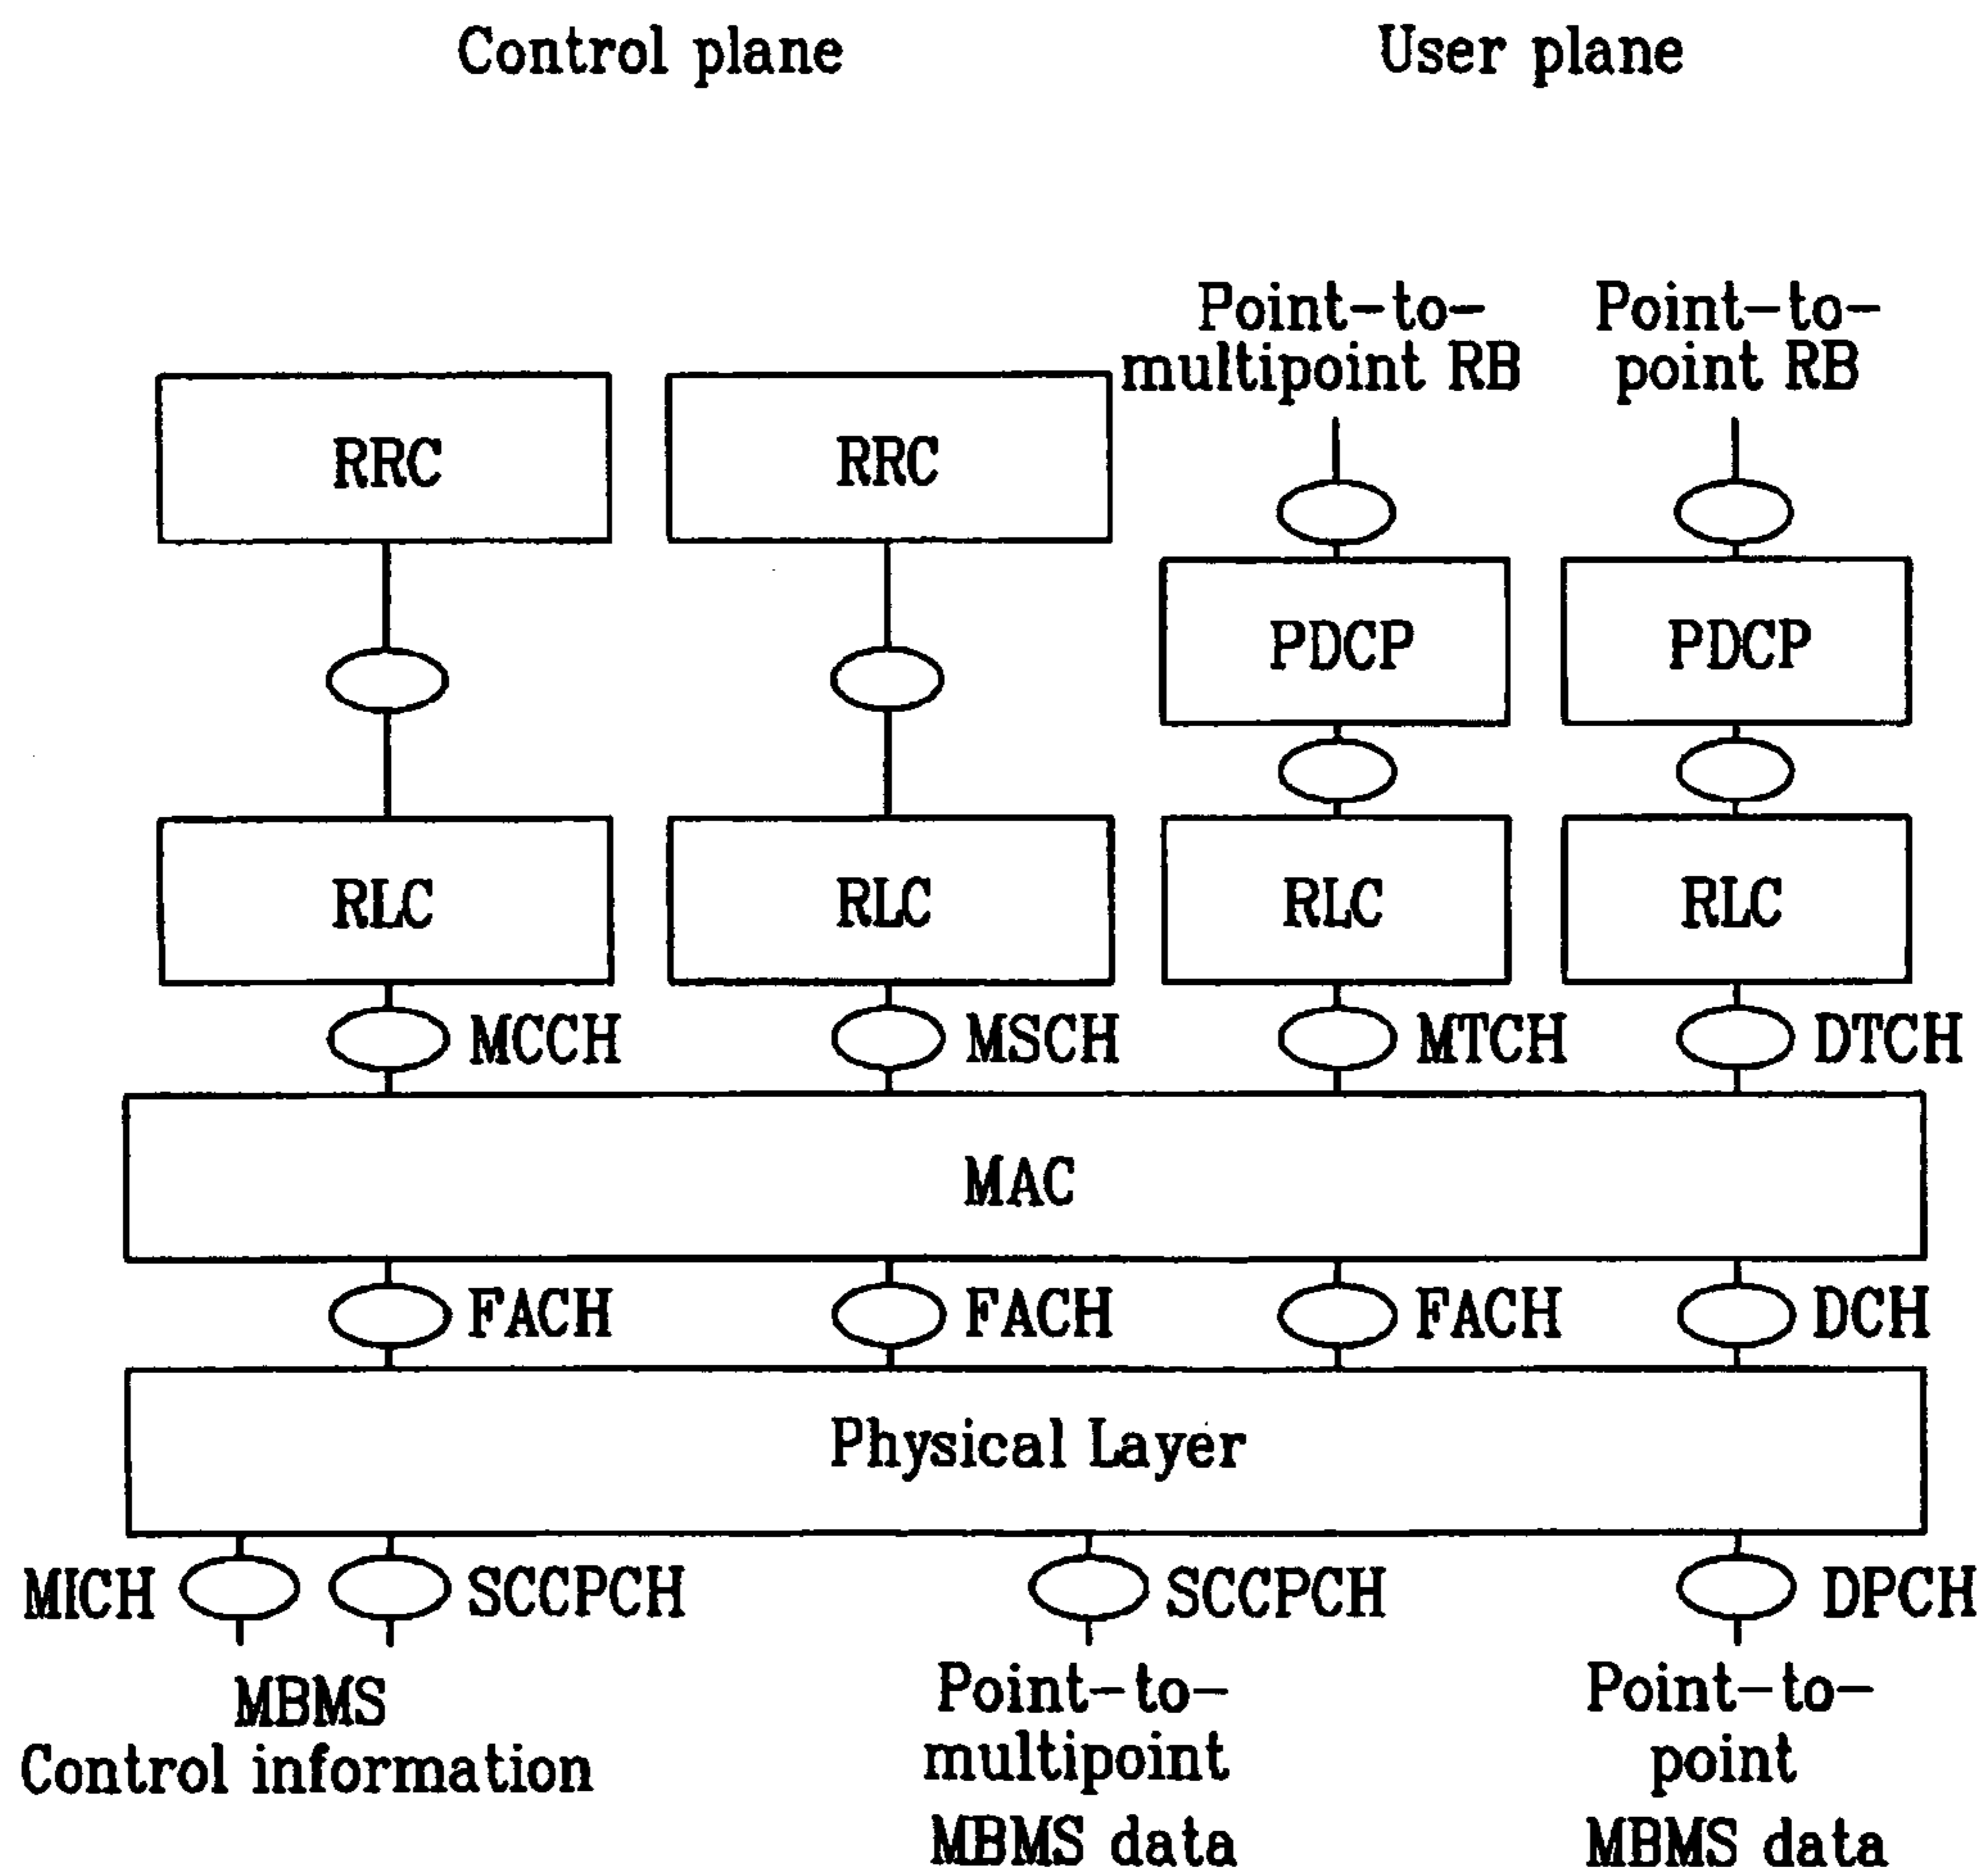 Control plane
User plane
Point-to-
multipoint RB
Point-to-
point RB
RRC
RRC
PDCP
PDCP
RLC
RLC
RLC
RLC
MCCH
MSCH
MTCH
DTCH
MAC
FACH
FACH
FACH
DCH
Physical Layer
MICH
SCCPCH
SCCPCH
DPCH
MBMS
Control information
Point-to-
multipoint
MBMS data
Point-to-
point
MBMS data